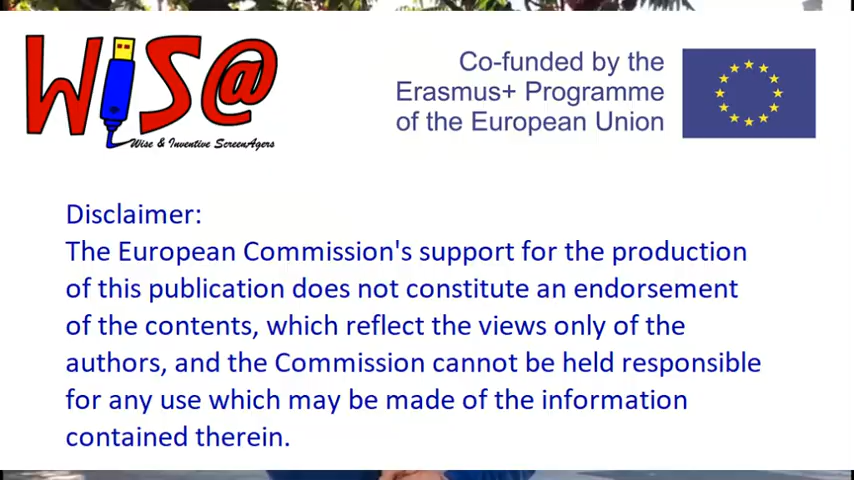 WiS@
Wise & Inventive ScreenAgers
Co-funded by the
Erasmus+ Programme
of the European Union
Disclaimer:
The European Commission's support for the production
of this publication does not constitute an endorsement
of the contents, which reflect the views only of the
authors, and the Commission cannot be held responsible
for any use which may be made of the information
contained therein.